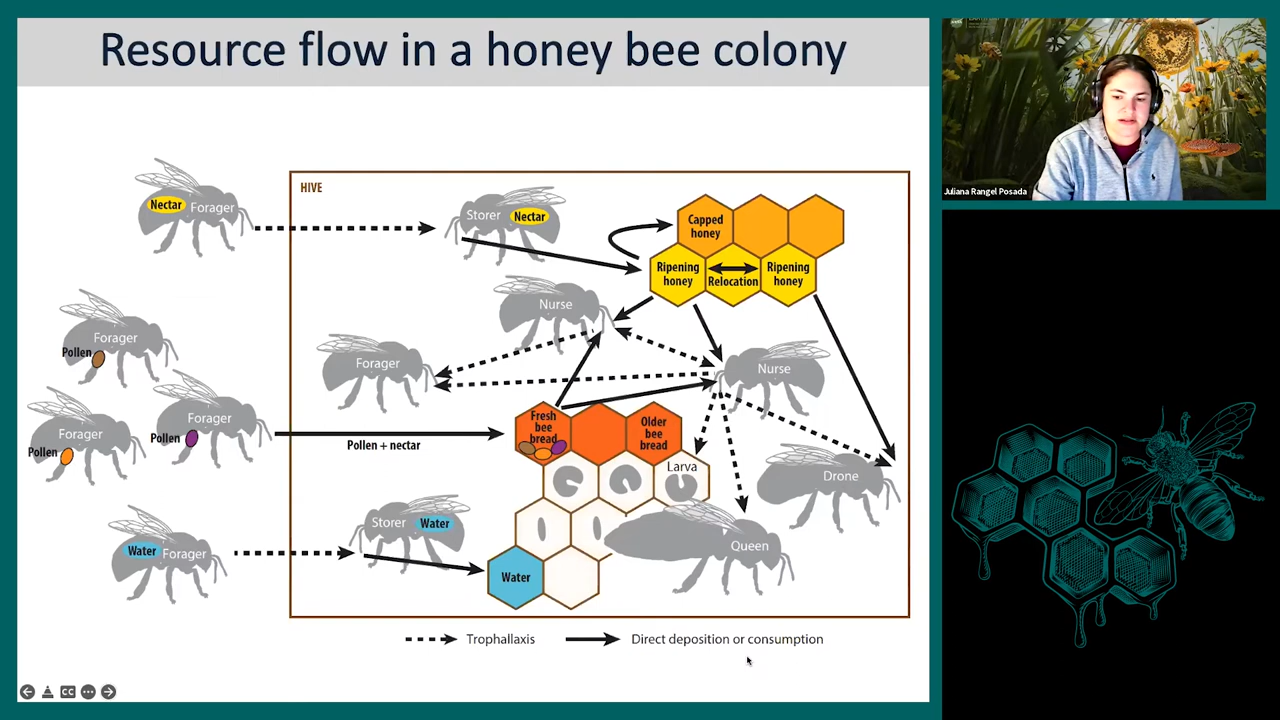 Resource flow in a honey bee colony
HIVE
Nectar Forager
Storer Nectar
Capped
honey
Ripening
honey
Relocation
Ripening
honey
Nurse
Forager
Pollen
Forager
Nurse
Forager
Pollen
Forager
Pollen
Pollen + nectar
Fresh
bee
bread
Older
bee
bread
Larva
Drone
Storer Water
Water Forager
Queen
Water
Trophallaxis
Direct deposition or consumption
CC
Juliana Rangel Posada